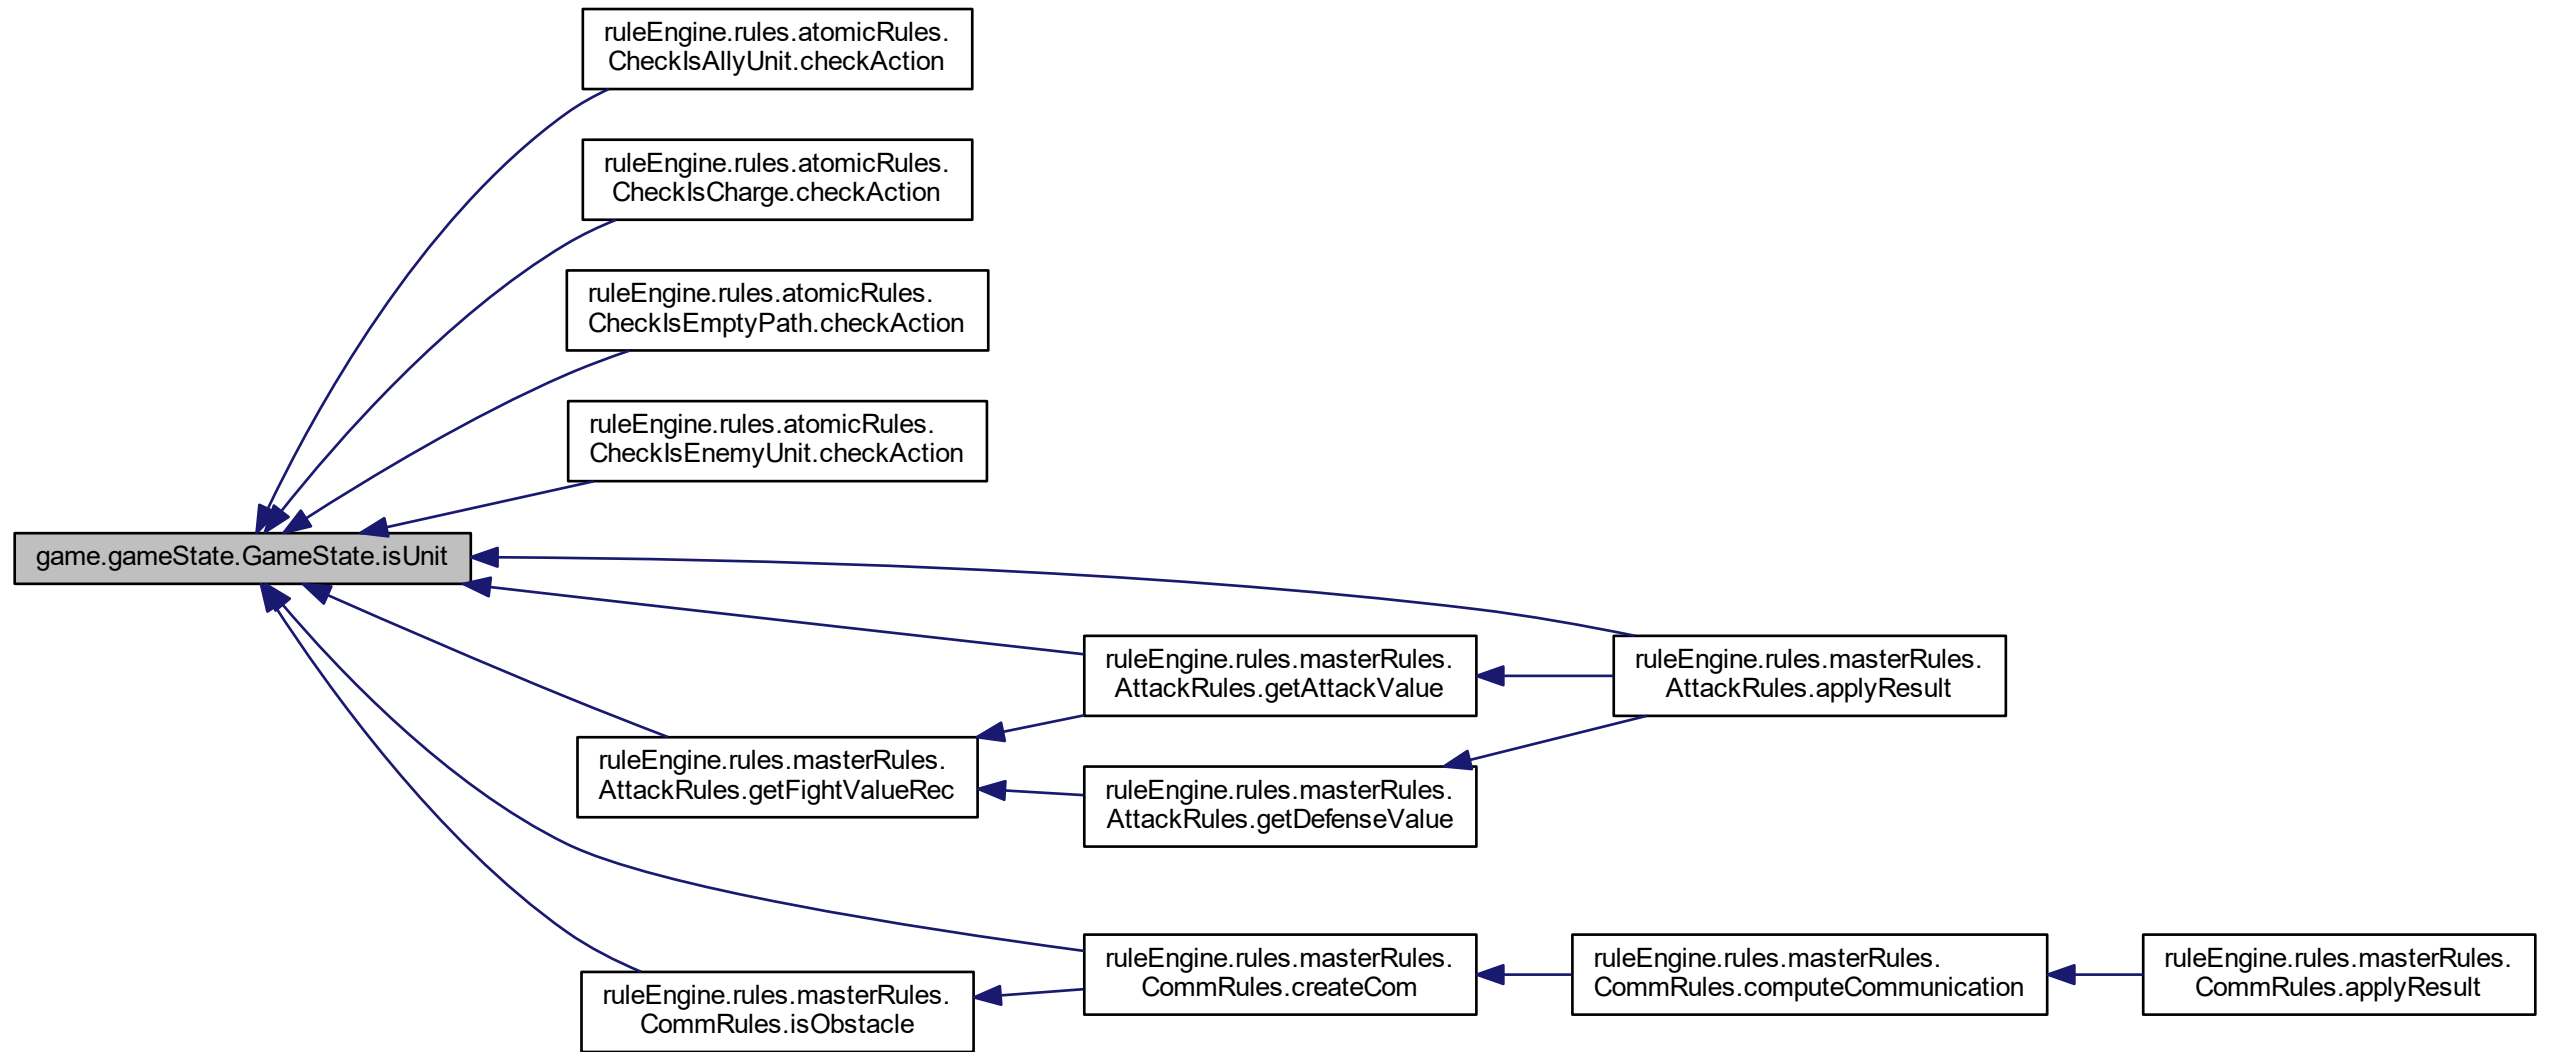 ruleEngine.rules.atomicRules.
CheckIsAllyUnit.checkAction
ruleEngine.rules.atomicRules.
CheckIsCharge.checkAction
ruleEngine.rules.atomicRules.
CheckIsEmptyPath.checkAction
ruleEngine.rules.atomicRules.
CheckIsEnemyUnit.checkAction
game.gameState.GameState.isUnit
ruleEngine.rules.masterRules.
AttackRules.getAttackValue
ruleEngine.rules.masterRules.
AttackRules.applyResult
ruleEngine.rules.masterRules.
AttackRules.getFightValueRec
ruleEngine.rules.masterRules.
AttackRules.getDefenseValue
ruleEngine.rules.masterRules.
CommRules.createCom
ruleEngine.rules.masterRules.
CommRules.computeCommunication
ruleEngine.rules.masterRules.
CommRules.applyResult
ruleEngine.rules.masterRules.
CommRules.isObstacle